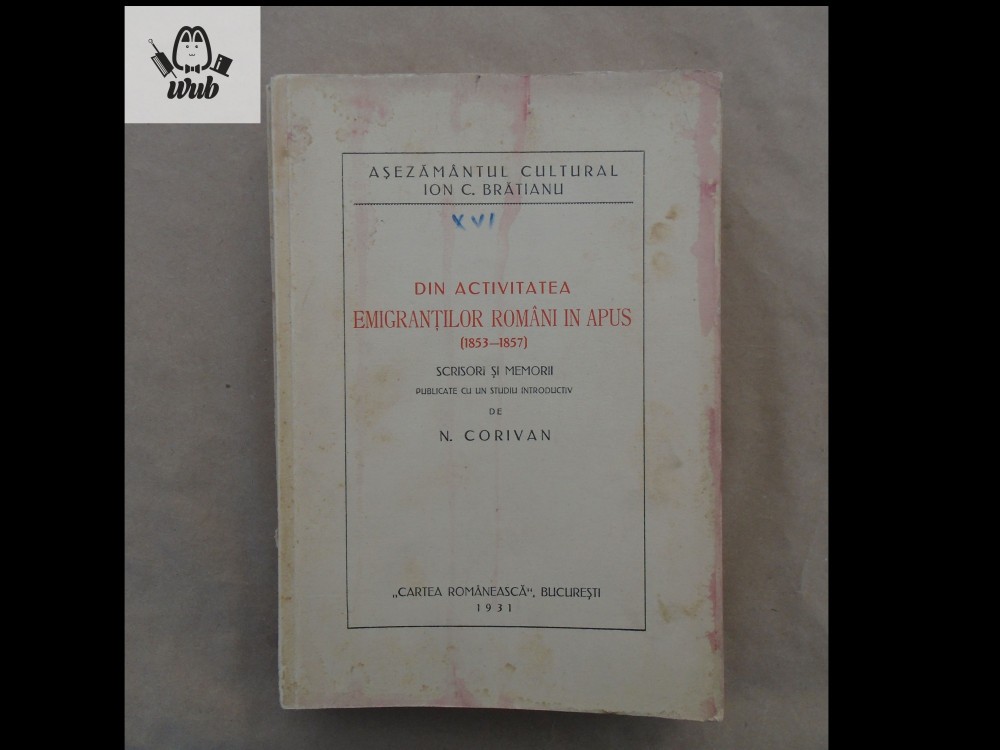 wub
AȘEZĂMÂNTUL CULTURAL
ION C. BRĂTIANU
XVI
DIN ACTIVITATEA
EMIGRANȚILOR ROMÂNI IN APUS
(1853—1857)
SCRISORI ȘI MEMORII
PUBLICATE CU UN STUDIU INTRODUCTIV
DE
N. CORIVAN
„CARTEA ROMÂNEASCĂ“, BUCUREȘTI
1931